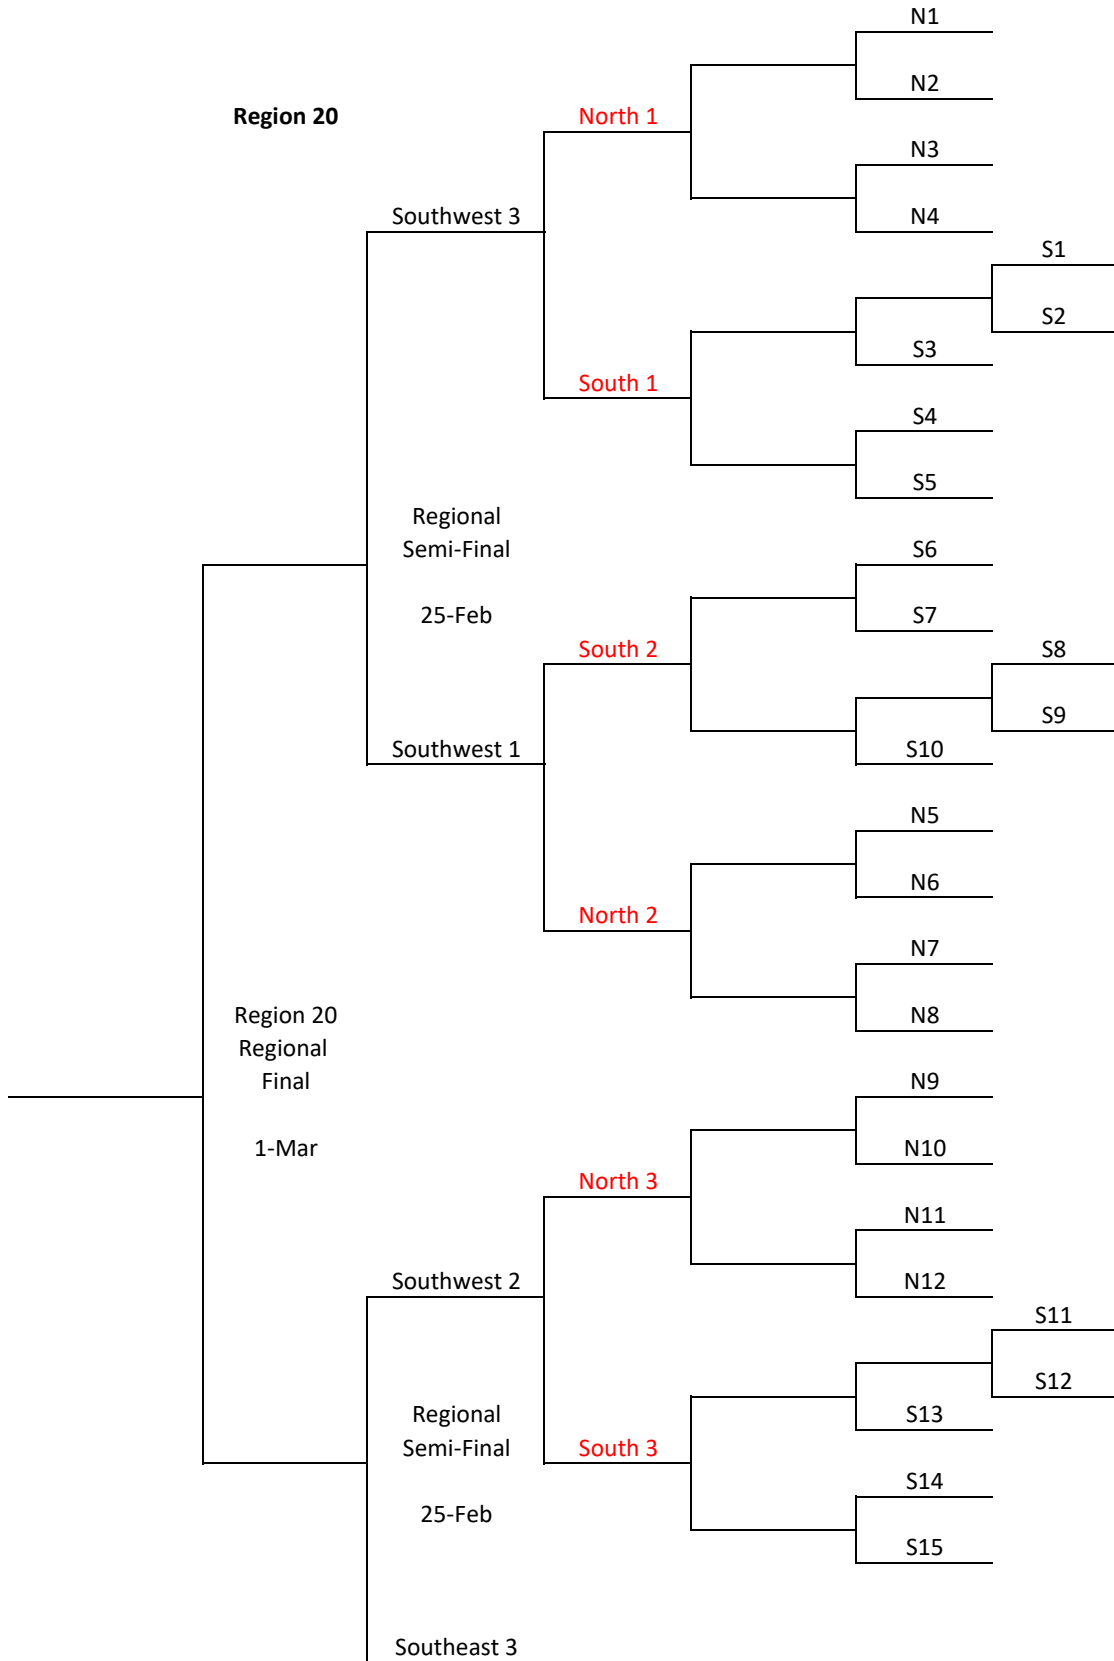 N1
N2
Region 20
North 1
N3
N4
Southwest 3
S1
S2
S3
South 1
S4
S5
Regional
Semi-Final
25-Feb
S6
S7
South 2
S8
S9
Southwest 1
S10
N5
N6
North 2
N7
N8
Region 20
Regional
Final
1-Mar
N9
N10
North 3
N11
N12
Southwest 2
S11
S12
S13
Regional
Semi-Final
25-Feb
South 3
S14
S15
Southeast 3